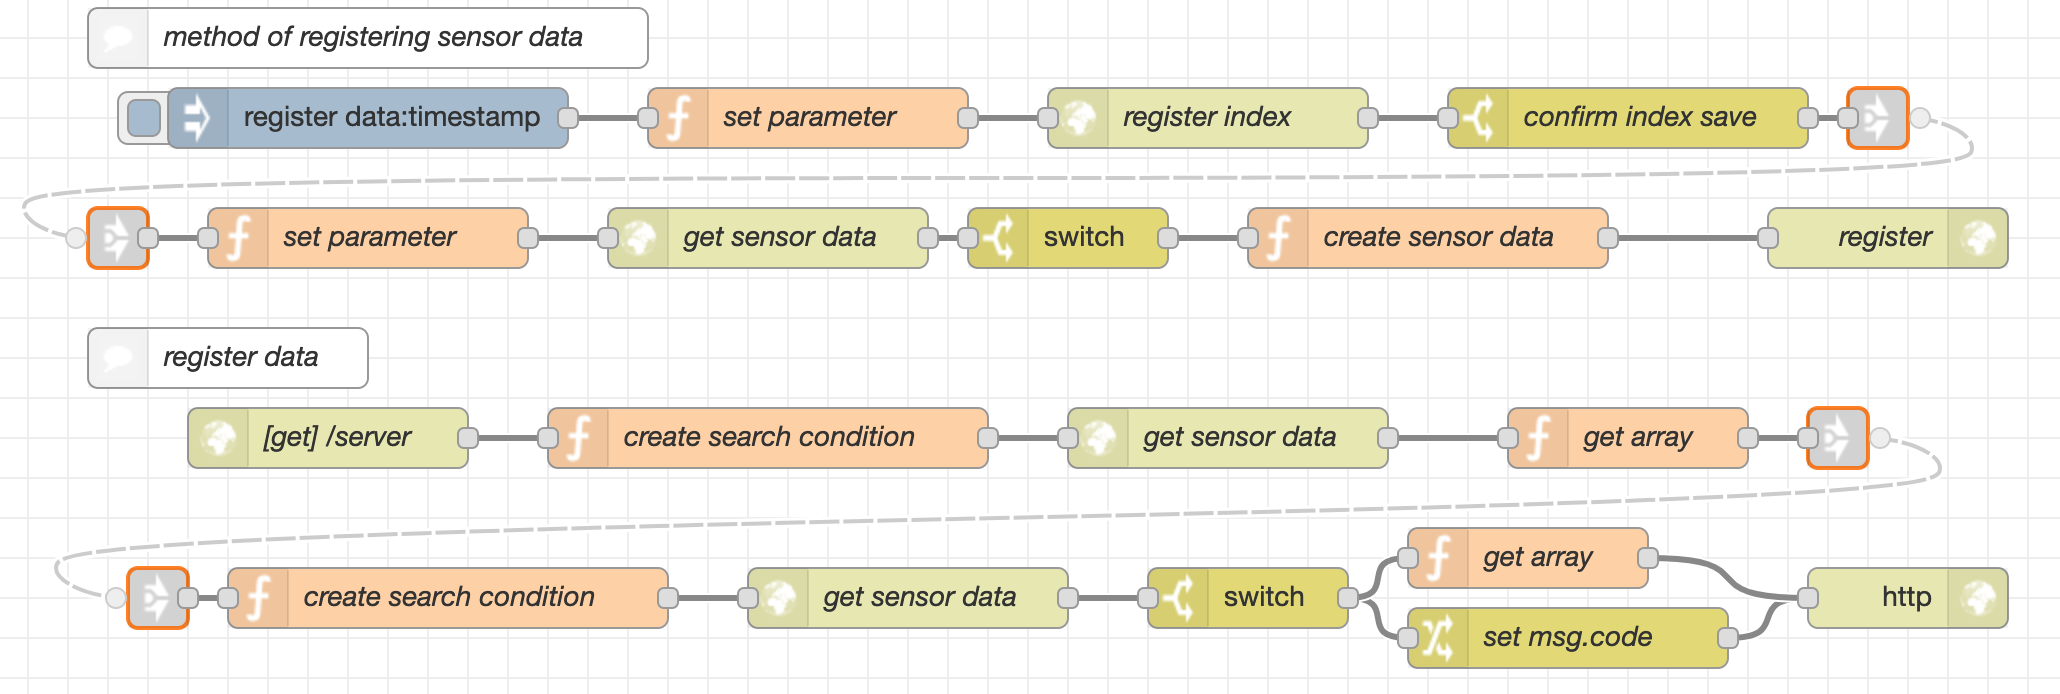 method of registering sensor data
register data:timestamp
set parameter
register index
confirm index save
set parameter
get sensor data
switch
create sensor data
register
register data
[get] /server
create search condition
get sensor data
get array
create search condition
get sensor data
switch
get array
set msg.code
http